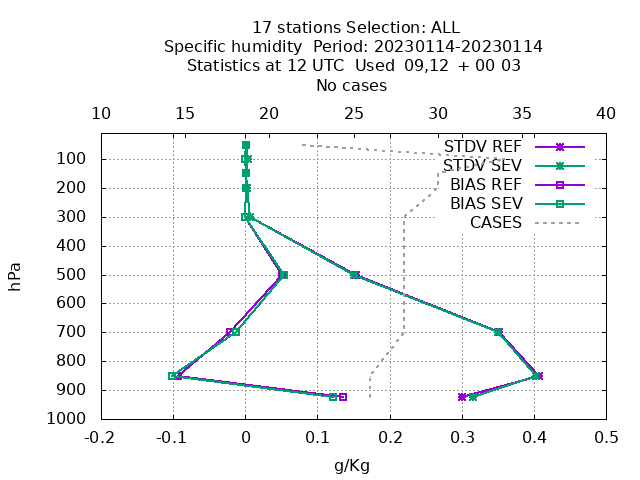 17 stations Selection: ALL
Specific humidity  Period: 20230114-20230114
Statistics at 12 UTC  Used  09,12  + 00 03
No cases
10 15 20 25 30 35 40
STDV REF
STDV SEV
BIAS REF
BIAS SEV
CASES
100
200
300
400
500
600
700
800
900
1000
hPa
-0.2 -0.1 0 0.1 0.2 0.3 0.4 0.5
g/Kg